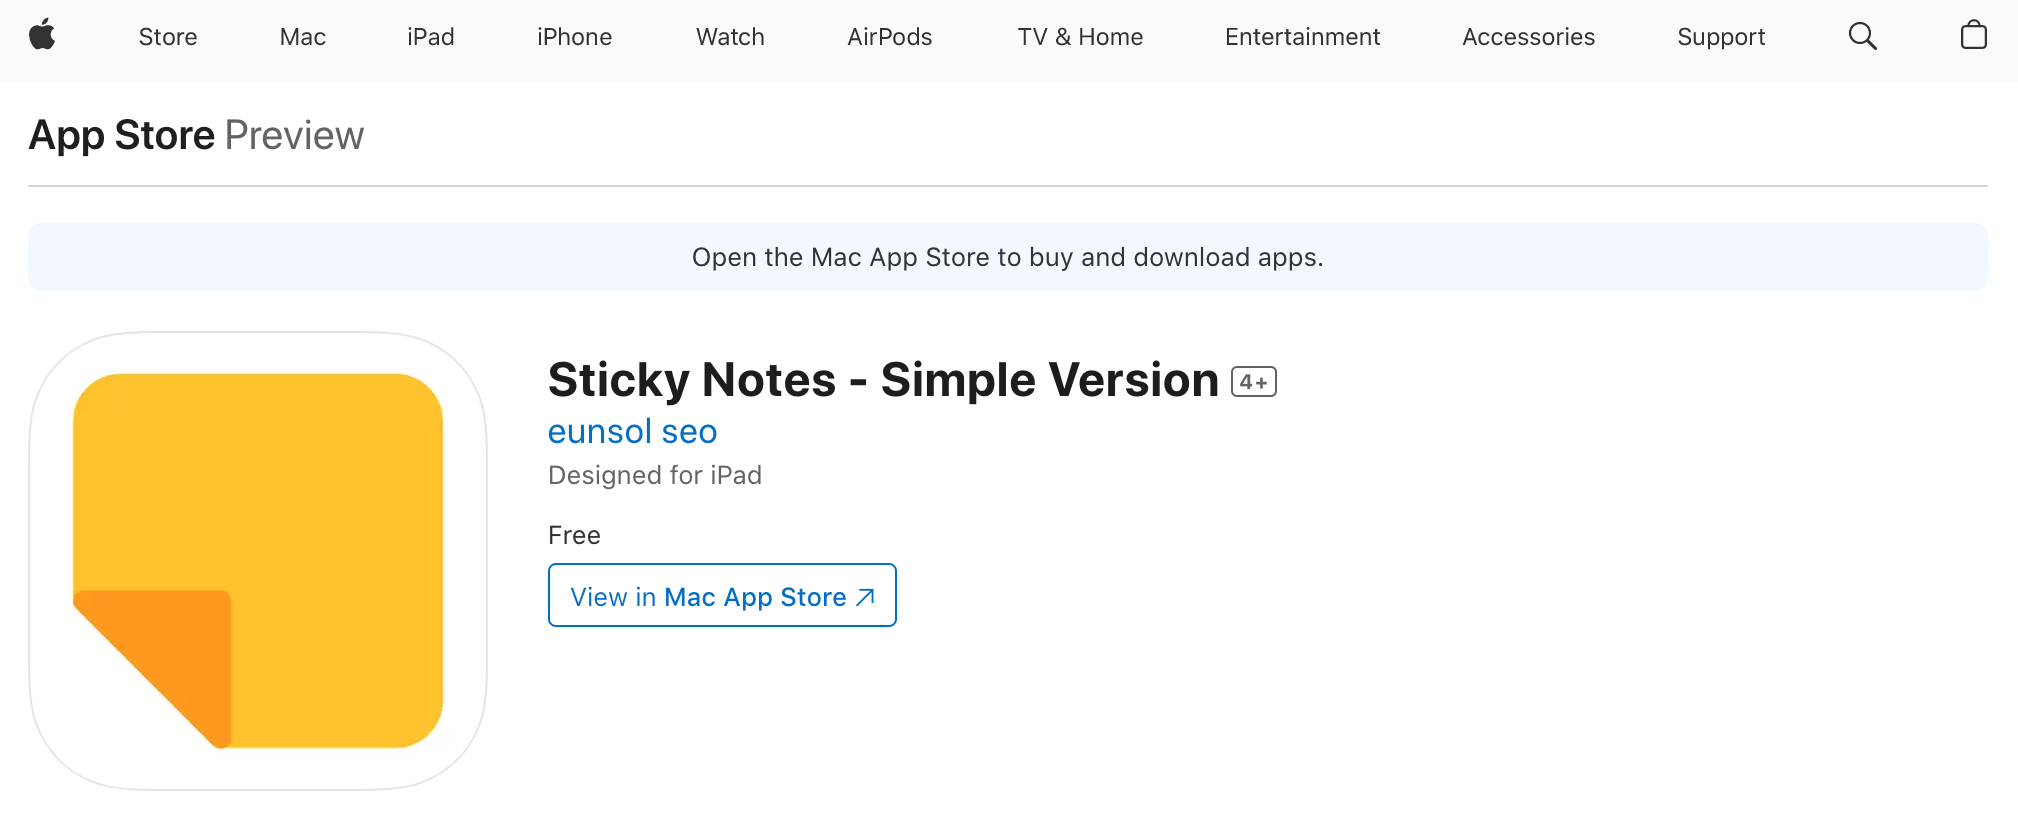 Store Mac iPad iPhone Watch AirPods TV & Home Entertainment Accessories Support
App Store Preview
Open the Mac App Store to buy and download apps.
Sticky Notes - Simple Version 4+
eunsol seo
Designed for iPad
Free
View in Mac App Store